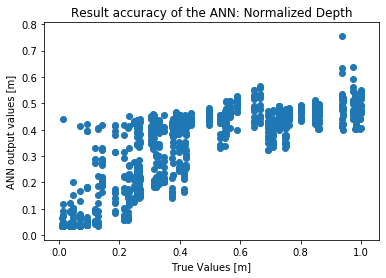 Result accuracy of the ANN: Normalized Depth
ANN output values [m]
0.8
0.7
0.6
0.5
0.4
0.3
0.2
0.1
0.0
0.0 0.2 0.4 0.6 0.8 1.0
True Values [m]